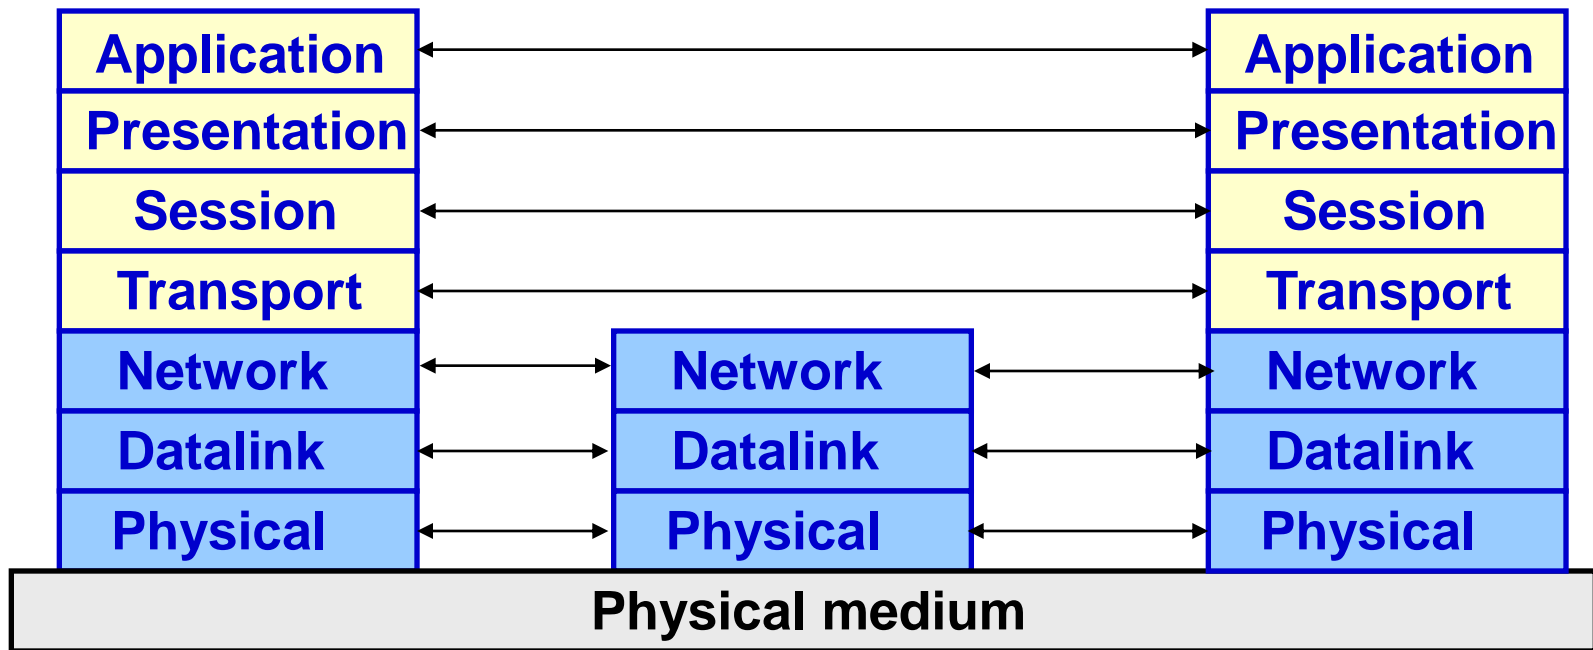 Application
Application
Presentation
Presentation
Session
Session
Transport
Transport
Network
Network
Network
Datalink
Datalink
Datalink
Physical
Physical
Physical
Physical medium